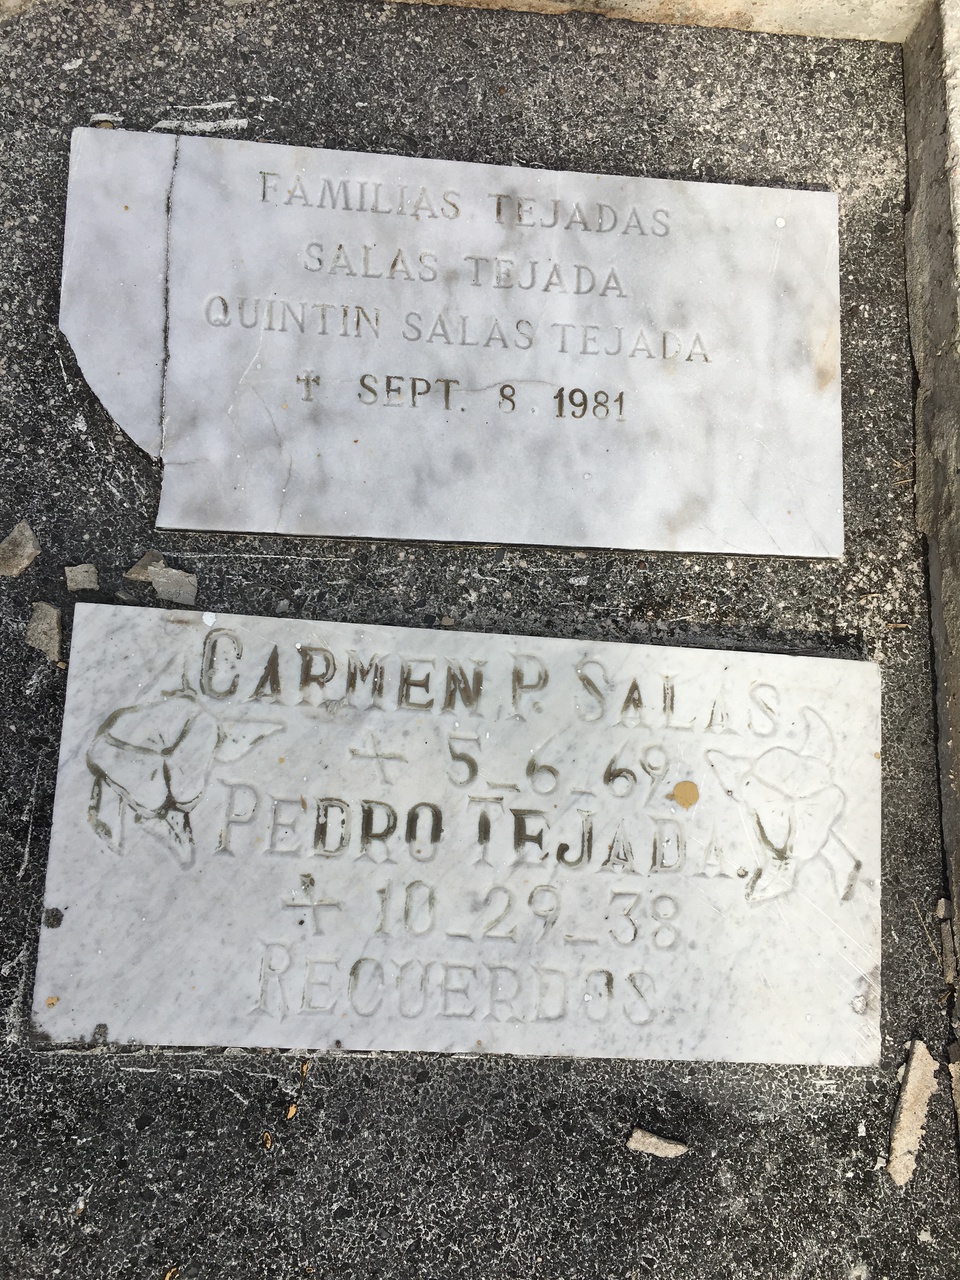 FAMILIAS TEJADAS
SALAS TEJADA
QUINTIN SALAS TEJADA
✝ SEPT. 8. 1981
CARMEN P. SALAS.
+ 5_6_69.
PEDRO TEJADA.
+ 10_29_38.
RECUERDOS